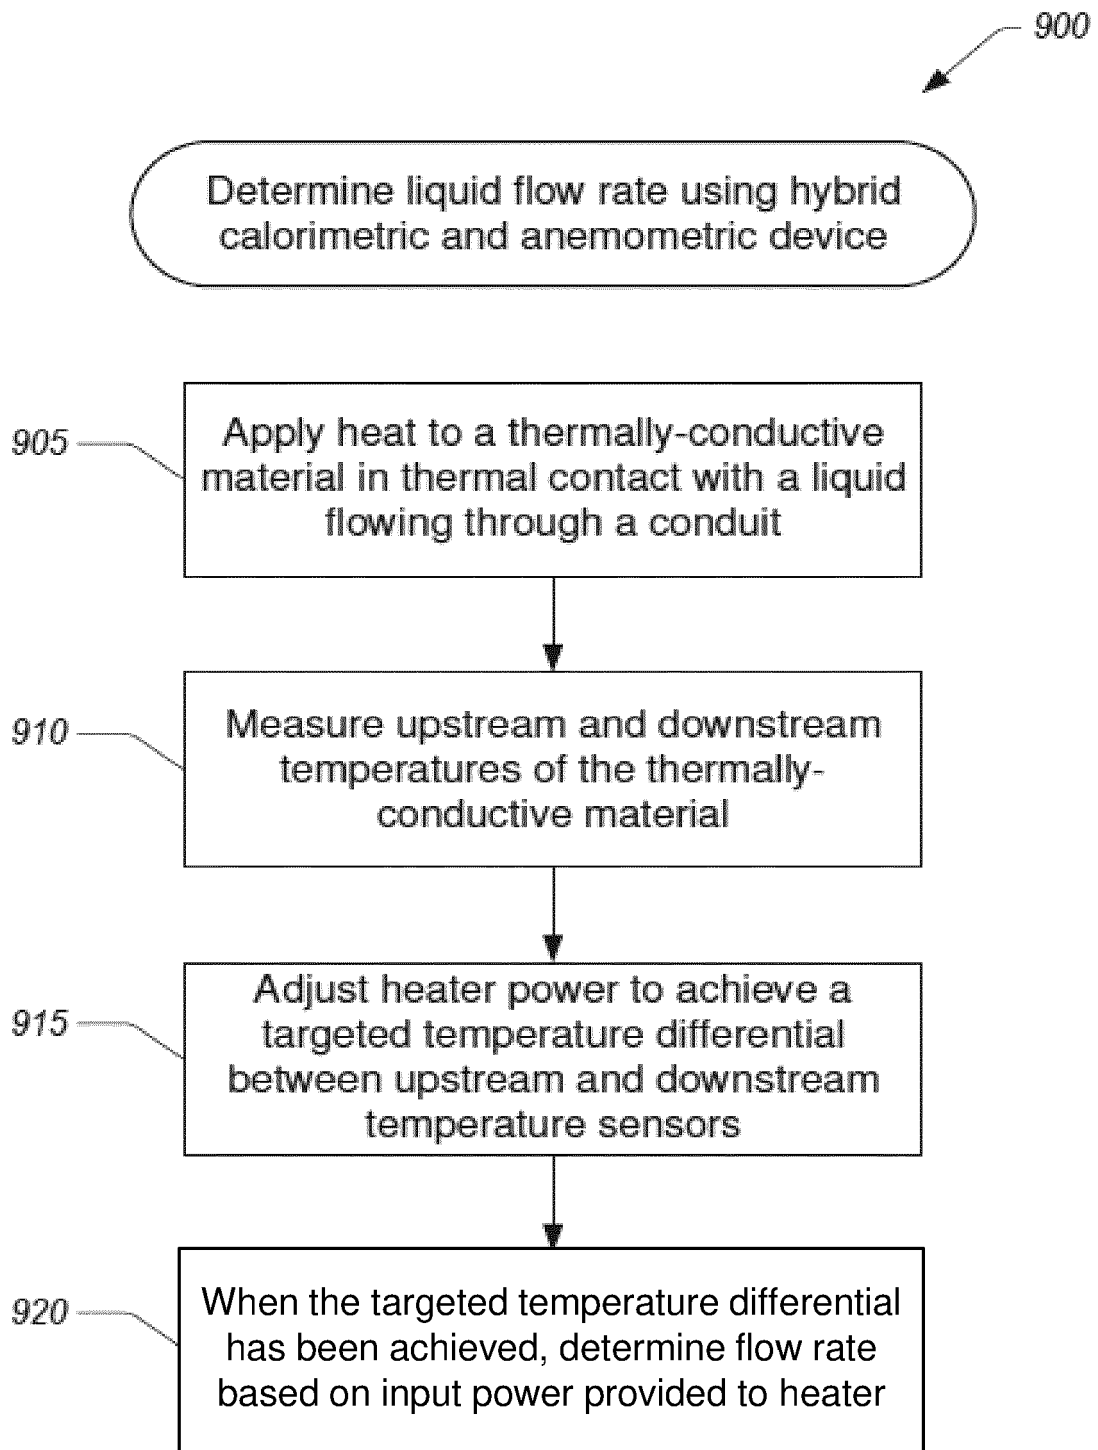 900
Determine liquid flow rate using hybrid
calorimetric and anemometric device
905
Apply heat to a thermally-conductive
material in thermal contact with a liquid
flowing through a conduit
910
Measure upstream and downstream
temperatures of the thermally-
conductive material
915
Adjust heater power to achieve a
targeted temperature differential
between upstream and downstream
temperature sensors
920
When the targeted temperature differential
has been achieved, determine flow rate
based on input power provided to heater